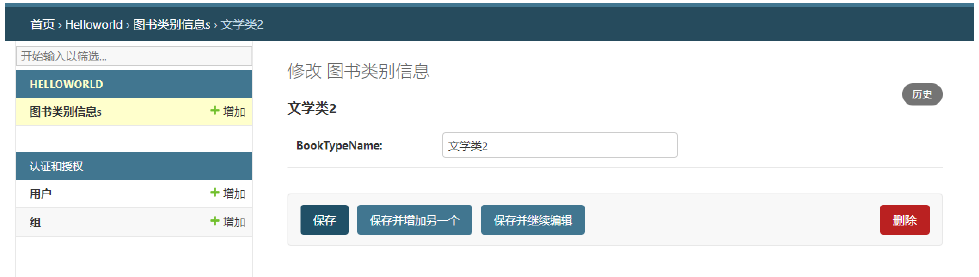 首页 › Helloworld › 图书类别信息s › 文学类2
开始输入以筛选...
HELLOWORLD
图书类别信息s + 增加
认证和授权
用户 + 增加
组 + 增加
修改 图书类别信息
历史
文学类2
BookTypeName: 文学类2
保存 保存并增加另一个 保存并继续编辑 删除